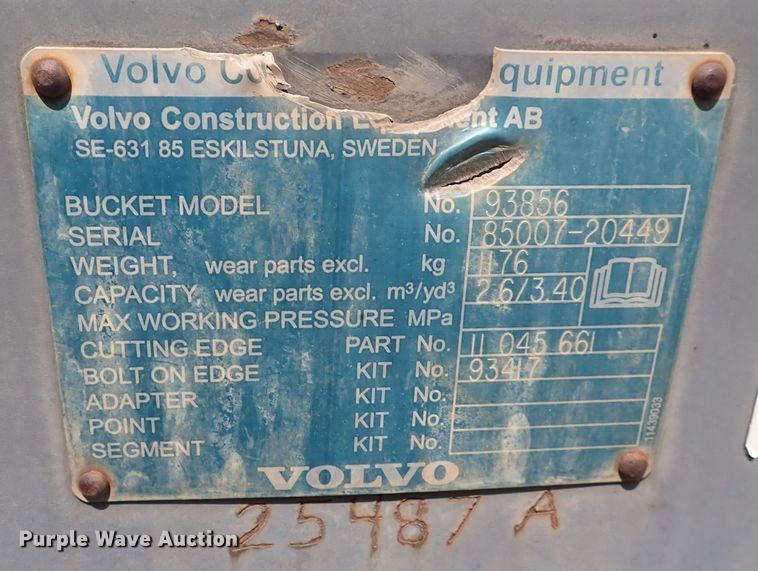 Volvo Co quipment
Volvo Construction E nt AB
SE-631 85 ESKILSTUNA, SWEDEN
BUCKET MODEL No. 93856
SERIAL No. 85007-20449
WEIGHT, wear parts excl. kg 1176
CAPACITY, wear parts excl. m³/yd³ 2.6/3.40
MAX WORKING PRESSURE MPa
CUTTING EDGE PART No. 11 045 661
BOLT ON EDGE KIT No. 93417
ADAPTER KIT No.
POINT KIT No.
SEGMENT KIT No.
11439033
VOLVO
25487 A
Purple Wave Auction